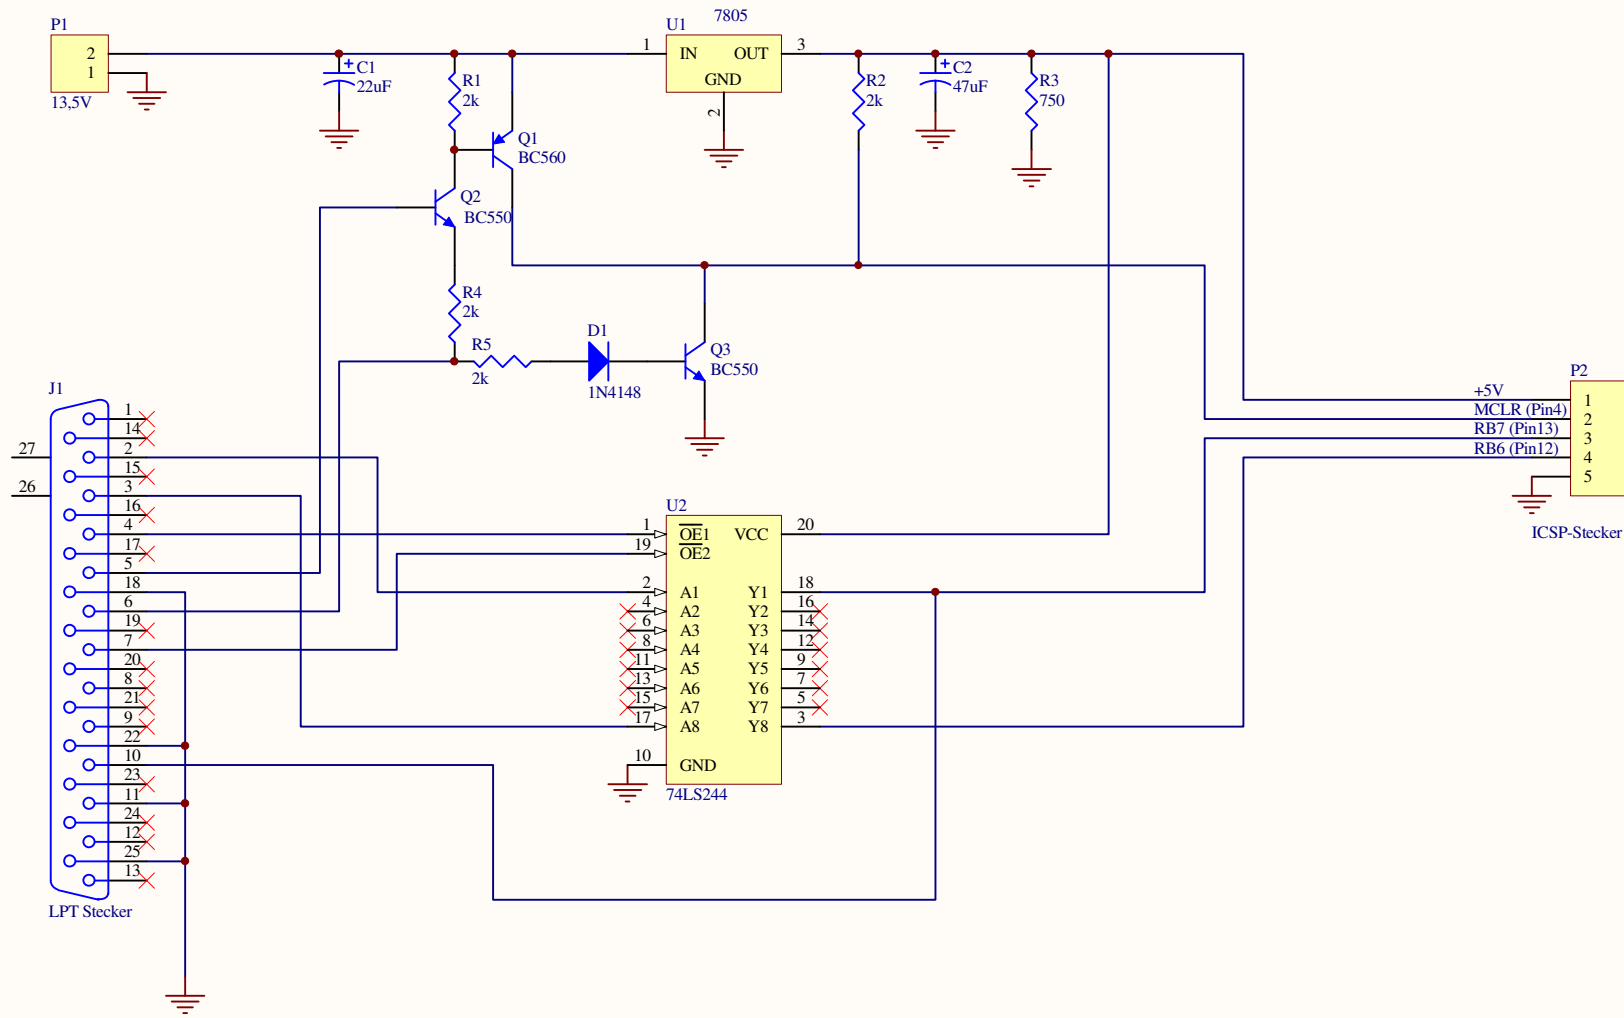 P1
2
1
13,5V
C1
22uF
R1
2k
Q1
BC560
Q2
BC550
U1
7805
1
IN
OUT
3
GND
2
R2
2k
C2
47uF
R3
750
R4
2k
R5
2k
D1
1N4148
Q3
BC550
P2
+5V
1
MCLR (Pin4)
2
RB7 (Pin13)
3
RB6 (Pin12)
4
5
ICSP-Stecker
J1
27
26
1
14
2
15
3
16
4
17
5
18
6
19
7
20
8
21
9
22
10
23
11
24
12
25
13
LPT Stecker
U2
1
OE1
VCC
20
19
OE2
2
A1
Y1
18
4
A2
Y2
16
6
A3
Y3
14
8
A4
Y4
12
11
A5
Y5
9
13
A6
Y6
7
15
A7
Y7
5
17
A8
Y8
3
10
GND
74LS244